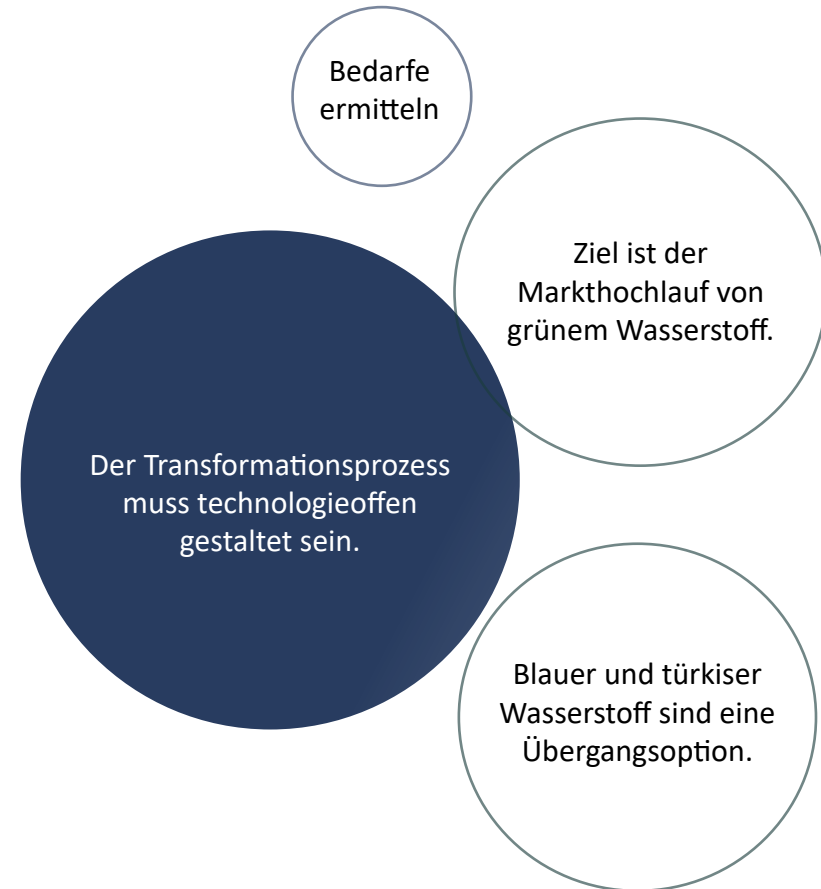 Bedarfe
ermitteln
Ziel ist der
Markthochlauf von
grünem Wasserstoff.
Der Transformationsprozess
muss technologieoffen
gestaltet sein.
Blauer und türkiser
Wasserstoff sind eine
Übergangsoption.